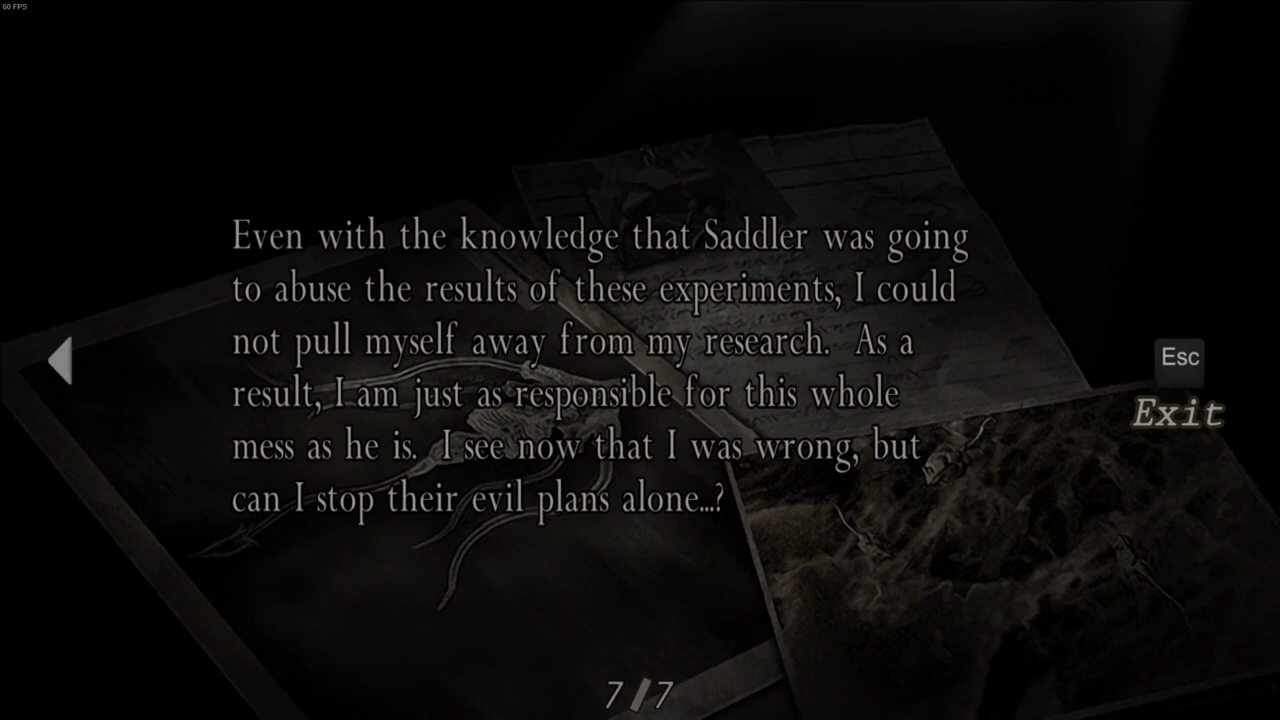 60 FPS
Even with the knowledge that Saddler was going
to abuse the results of these experiments, I could
not pull myself away from my research. As a
result, I am just as responsible for this whole
mess as he is. I see now that I was wrong, but
can I stop their evil plans alone...?
Esc
Exit
7/7